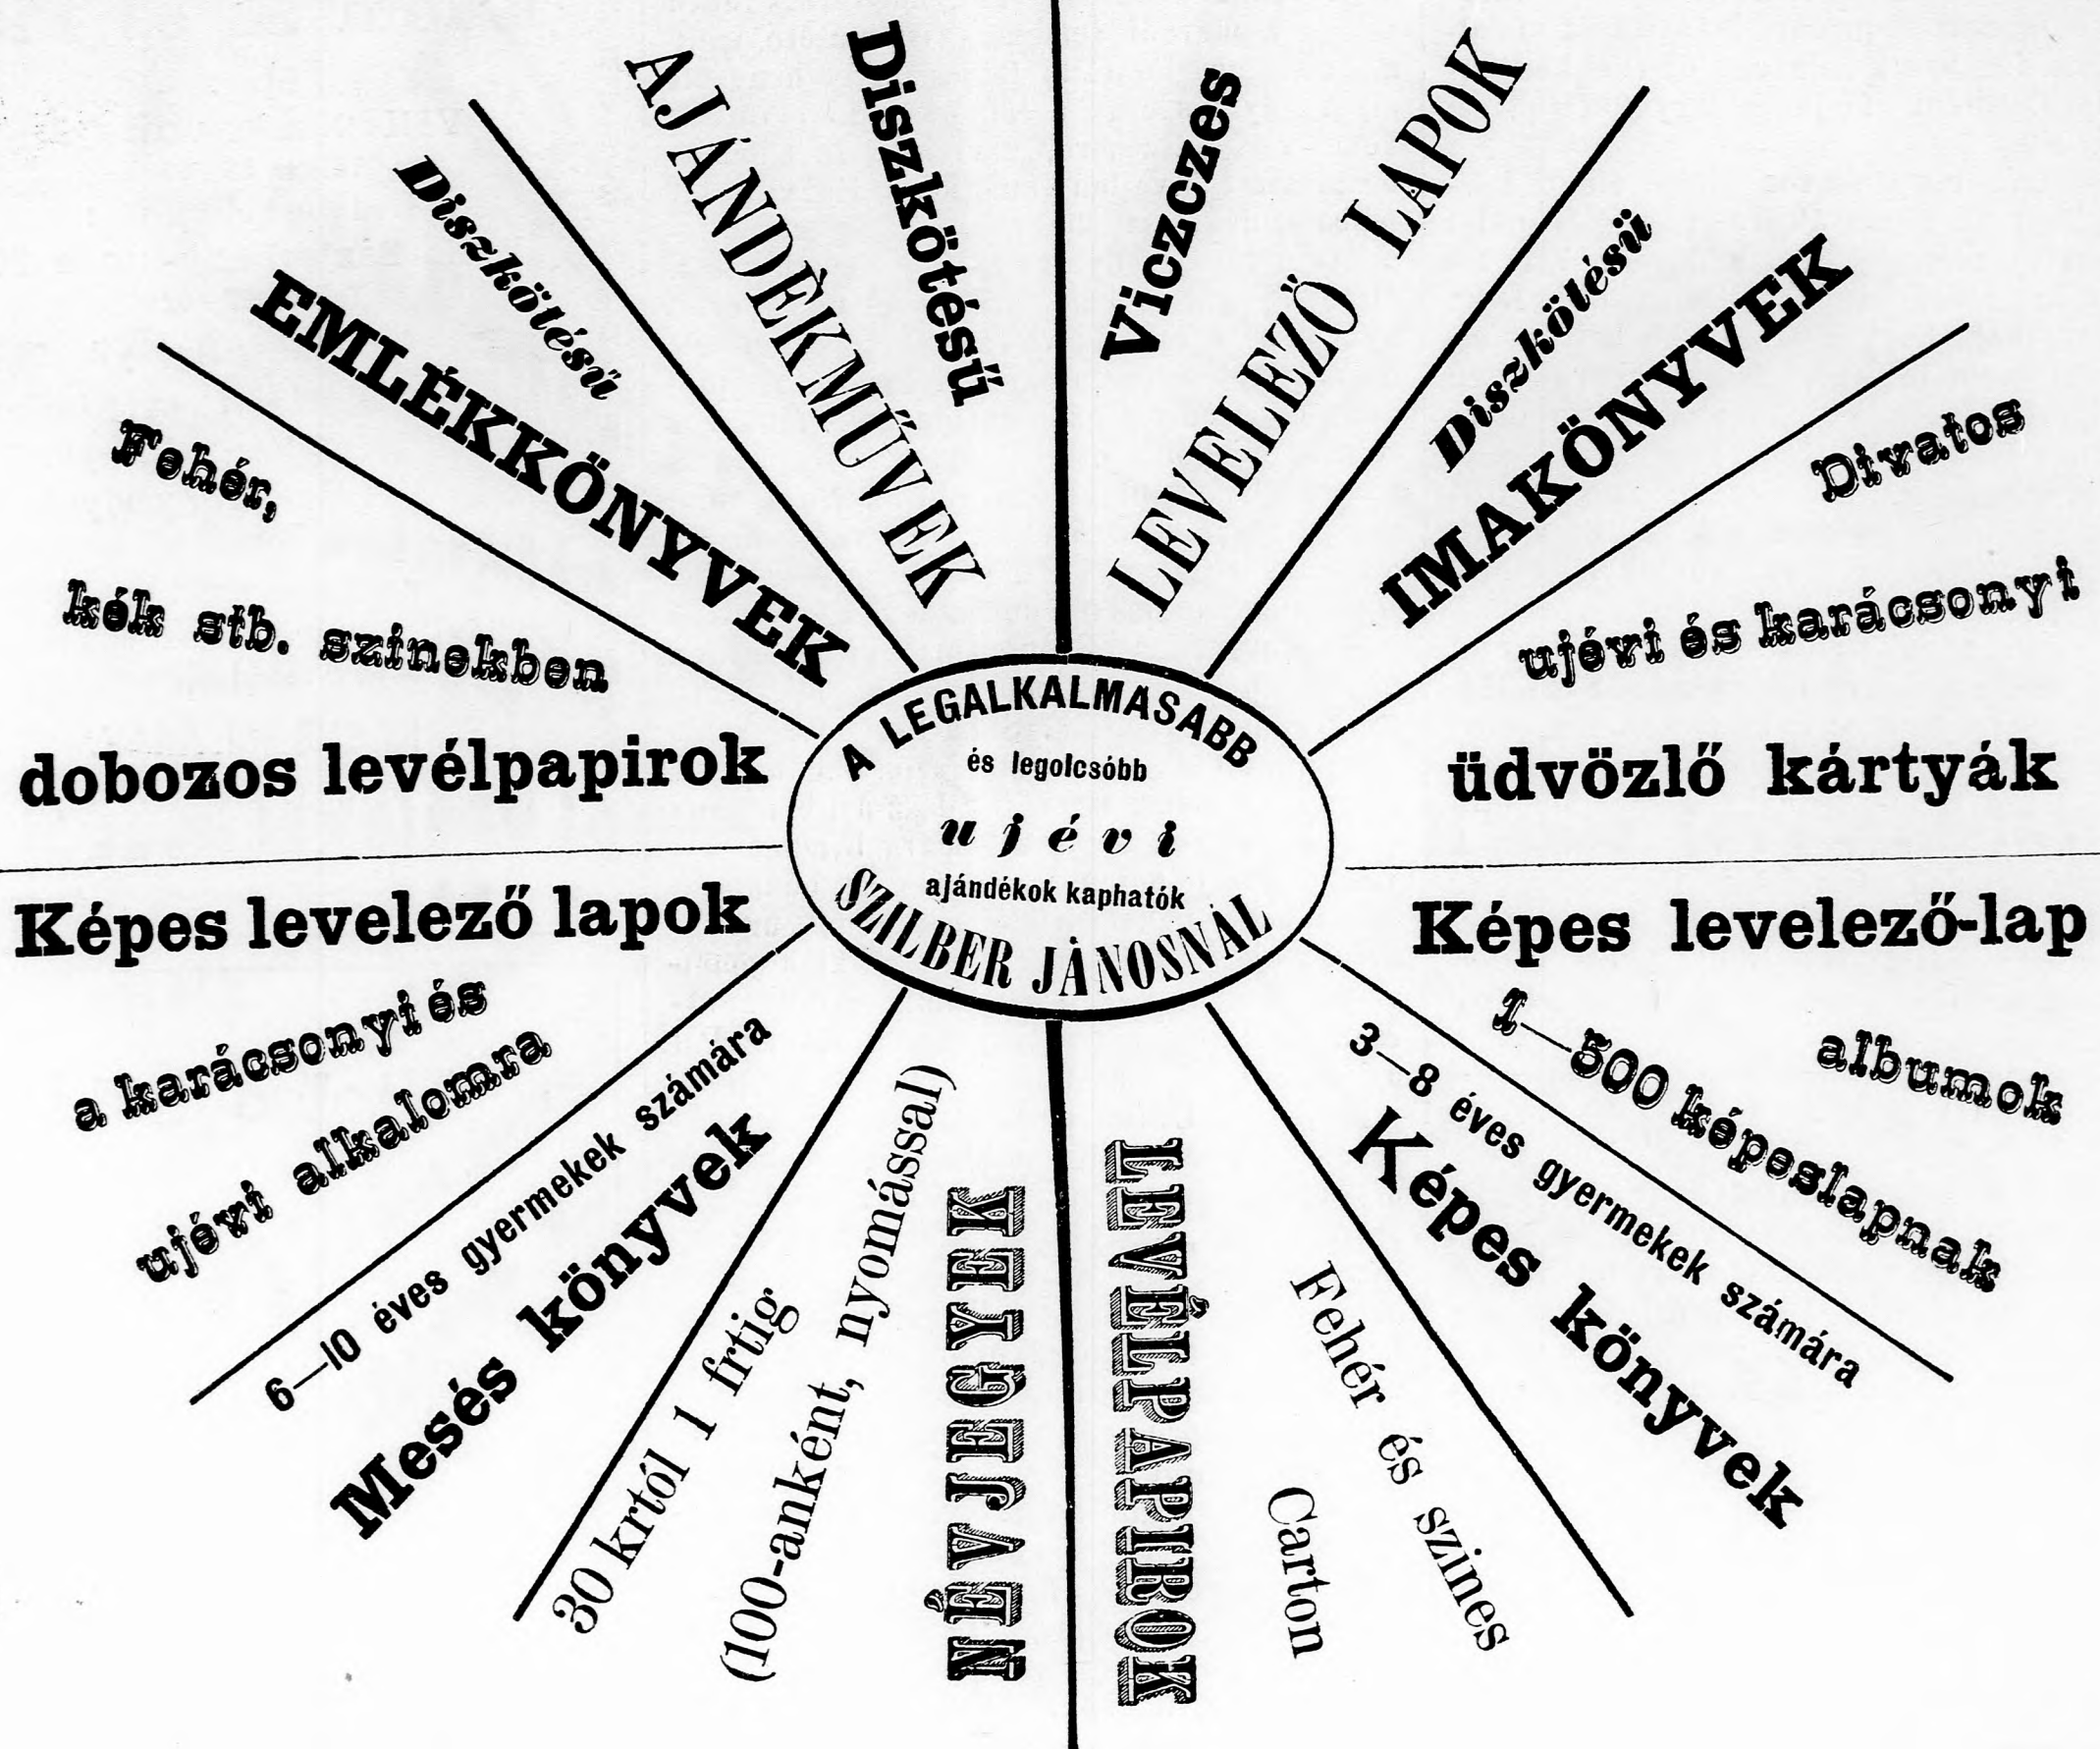 A LEGALKALMASABB
és legolcsóbb
ujévi
ajándékok kaphatók
SZILBER JÁNOSNÁL
Viczces
LEVELEZŐ LAPOK
Diszkötésü
IMAKÖNYVEK
Divatos
ujévi és karácsonyi
üdvözlő kártyák
Képes levelező-lap
albumok
1—500 képeslapnak
3—8 éves gyermekek számára
Képes könyvek
Fehér és szines
Carton
LEVÉLPAPIROK
NÉVJEGYEK
(100-anként, nyomással)
30 krtól 1 frtig
Mesés könyvek
6—10 éves gyermekek számára
Képes levelező lapok
a karácsonyi és
ujévi alkalomra
Fehér,
kék stb. szinekben
dobozos levélpapirok
Diszkötésü
EMLÉKKÖNYVEK
Diszkötésű
AJÁNDÈKMÚVEK